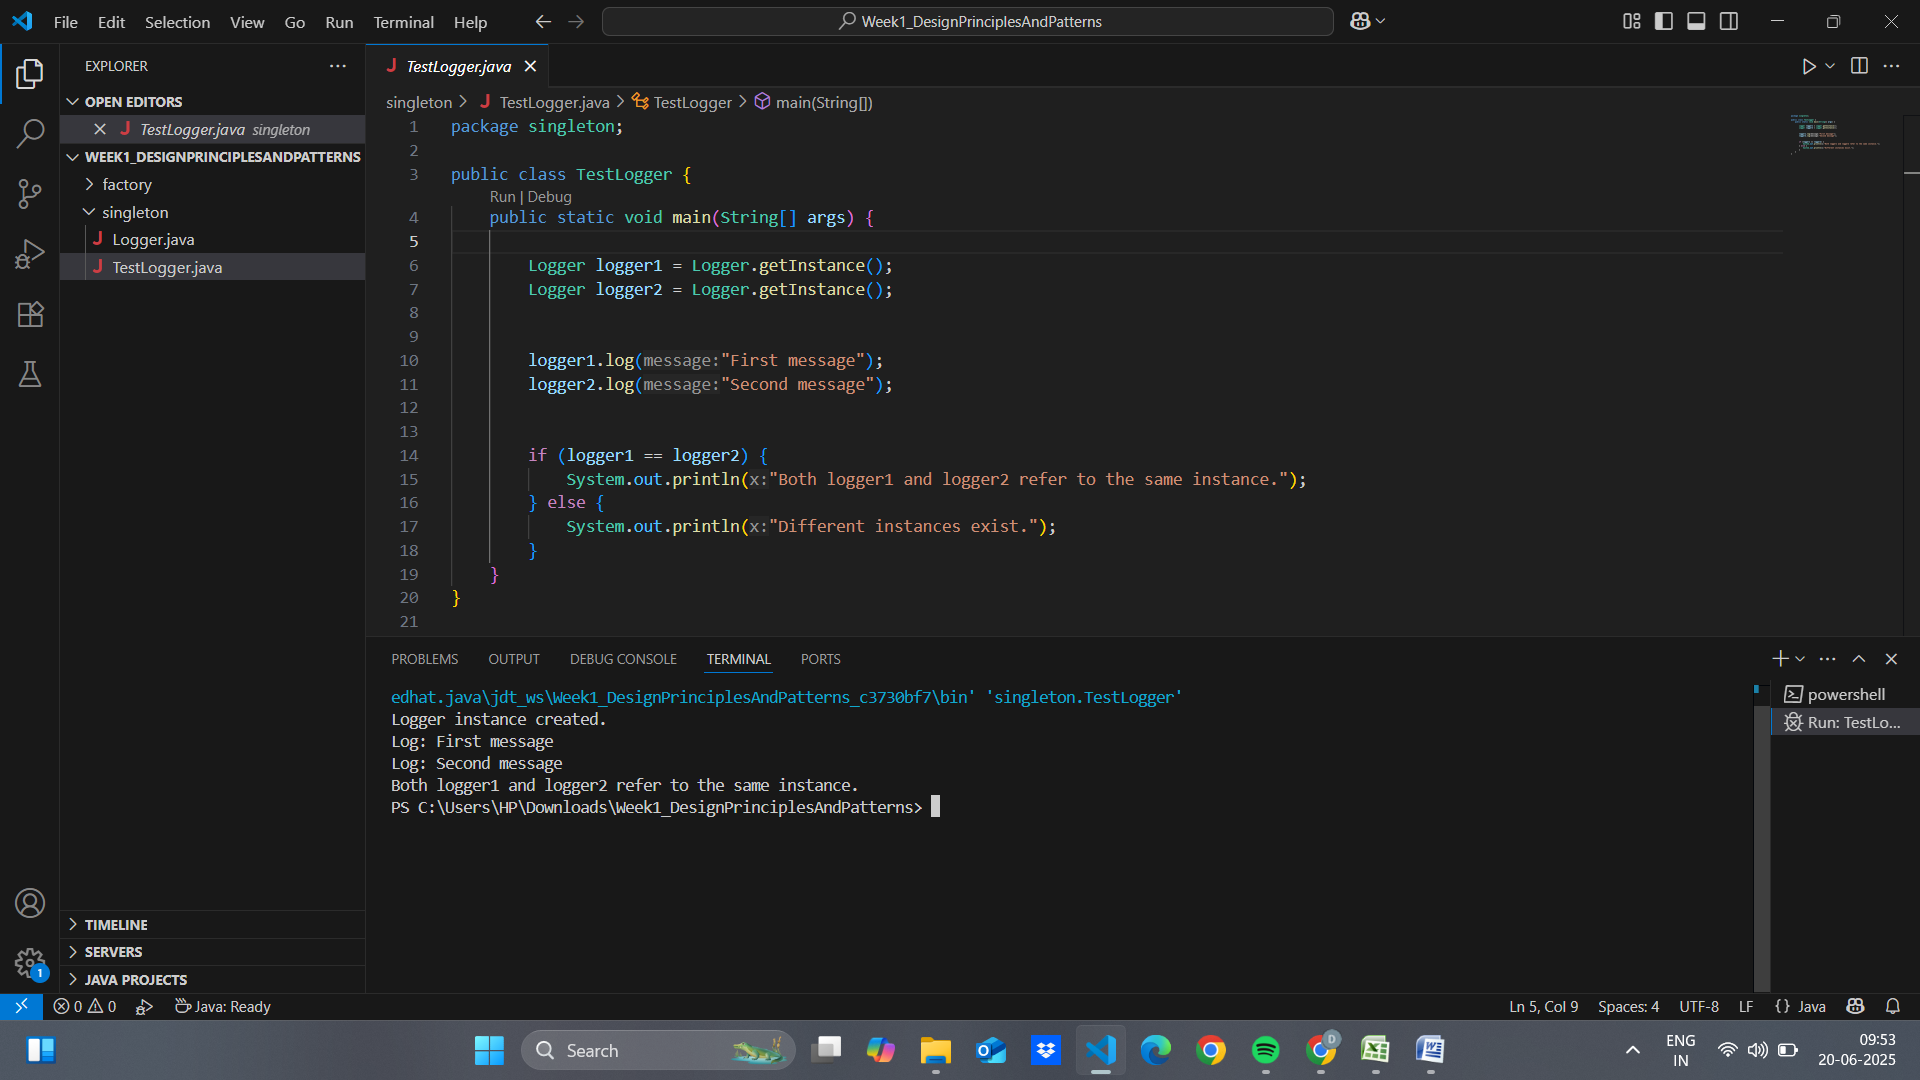 File Edit Selection View Go Run Terminal Help
Week1_DesignPrinciplesAndPatterns
EXPLORER
OPEN EDITORS
TestLogger.java singleton
WEEK1_DESIGNPRINCIPLESANDPATTERNS
factory
singleton
Logger.java
TestLogger.java
TIMELINE
SERVERS
JAVA PROJECTS
TestLogger.java
singleton > TestLogger.java > TestLogger > main(String[])
1 package singleton;
2
3 public class TestLogger {
Run | Debug
4 public static void main(String[] args) {
5
6 Logger logger1 = Logger.getInstance();
7 Logger logger2 = Logger.getInstance();
8
9
10 logger1.log(message:"First message");
11 logger2.log(message:"Second message");
12
13
14 if (logger1 == logger2) {
15 System.out.println(x:"Both logger1 and logger2 refer to the same instance.");
16 } else {
17 System.out.println(x:"Different instances exist.");
18 }
19 }
20 }
21
PROBLEMS OUTPUT DEBUG CONSOLE TERMINAL PORTS
edhat.java\jdt_ws\Week1_DesignPrinciplesAndPatterns_c3730bf7\bin' 'singleton.TestLogger'
Logger instance created.
Log: First message
Log: Second message
Both logger1 and logger2 refer to the same instance.
PS C:\Users\HP\Downloads\Week1_DesignPrinciplesAndPatterns>
powershell
Run: TestLo...
1
0 0 Java: Ready
Ln 5, Col 9 Spaces: 4 UTF-8 LF {} Java
Search
D
ENG
IN
09:53
20-06-2025